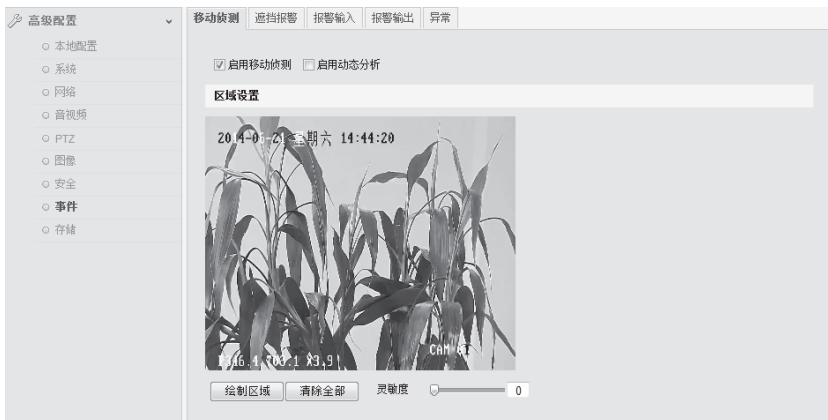 高级配置
本地配置
系统
网络
音视频
PTZ
图像
安全
事件
存储
移动侦测 遮挡报警 报警输入 报警输出 异常
启用移动侦测 启用动态分析
区域设置
星期六 14:44:20
CAM
绘制区域 清除全部 灵敏度 0